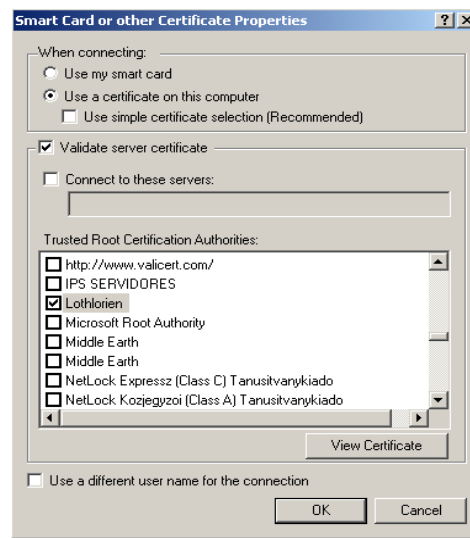 Smart Card or other Certificate Properties
When connecting:
Use my smart card
Use a certificate on this computer
Use simple certificate selection (Recommended)
Validate server certificate
Connect to these servers:
Trusted Root Certification Authorities:
http://www.valicert.com/
IPS SERVIDORES
Lothlorien
Microsoft Root Authority
Middle Earth
Middle Earth
NetLock Expressz (Class C) Tanusitvanykiado
NetLock Kozjegyzoi (Class A) Tanusitvanykiado
View Certificate
Use a different user name for the connection
OK Cancel